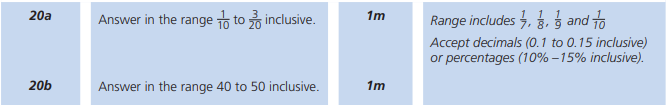 20a Answer in the range 1/10 to 3/20 inclusive. 1m Range includes 1/7, 1/8, 1/9 and 1/10
Accept decimals (0.1 to 0.15 inclusive)
or percentages (10% –15% inclusive).
20b Answer in the range 40 to 50 inclusive. 1m